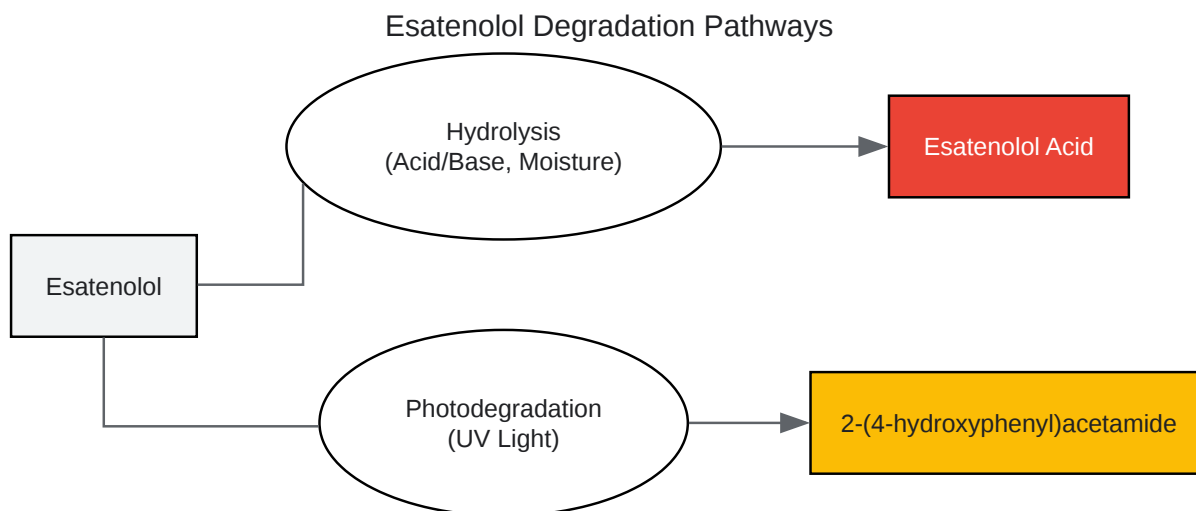 Esatenolol Degradation Pathways
Hydrolysis
(Acid/Base, Moisture)
Esatenolol Acid
Esatenolol
Photodegradation
(UV Light)
2-(4-hydroxyphenyl)acetamide